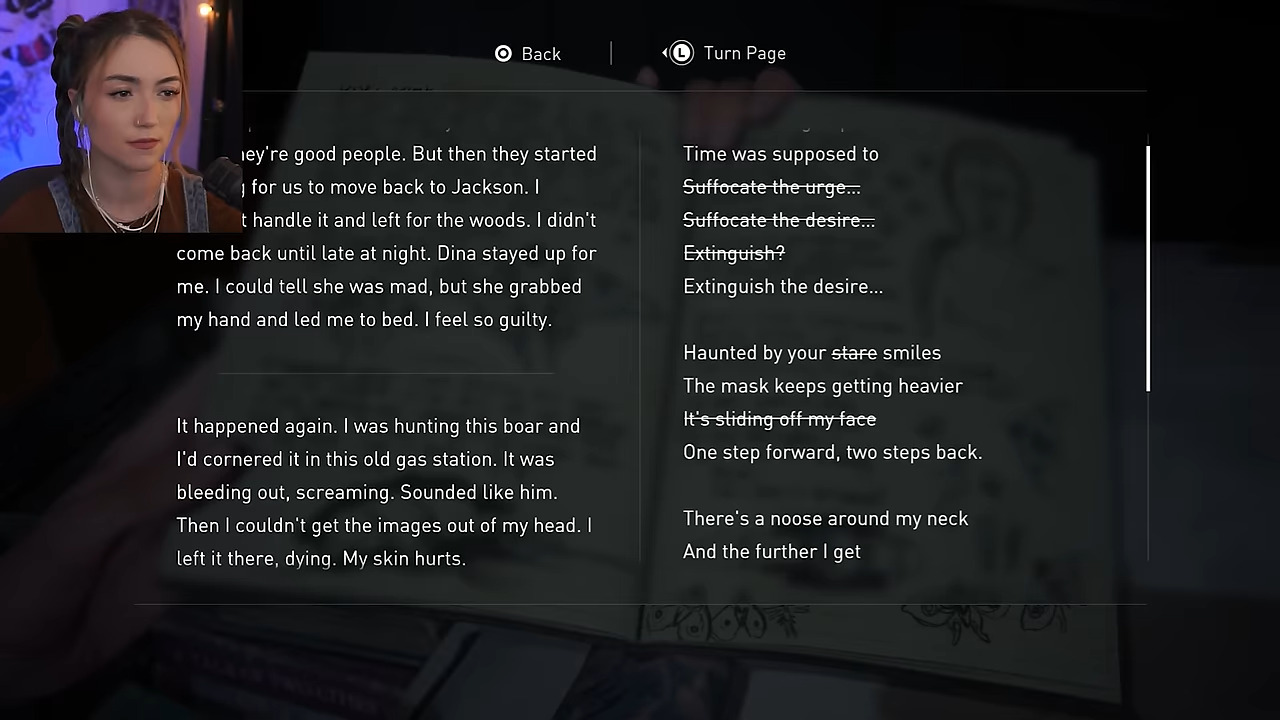 Back
Turn Page
hey're good people. But then they started
for us to move back to Jackson. I
handle it and left for the woods. I didn't
come back until late at night. Dina stayed up for
me. I could tell she was mad, but she grabbed
my hand and led me to bed. I feel so guilty.
It happened again. I was hunting this boar and
I'd cornered it in this old gas station. It was
bleeding out, screaming. Sounded like him.
Then I couldn't get the images out of my head. I
left it there, dying. My skin hurts.
Time was supposed to
Suffocate the urge...
Suffocate the desire...
Extinguish?
Extinguish the desire...
Haunted by your stare smiles
The mask keeps getting heavier
It's sliding off my face
One step forward, two steps back.
There's a noose around my neck
And the further I get